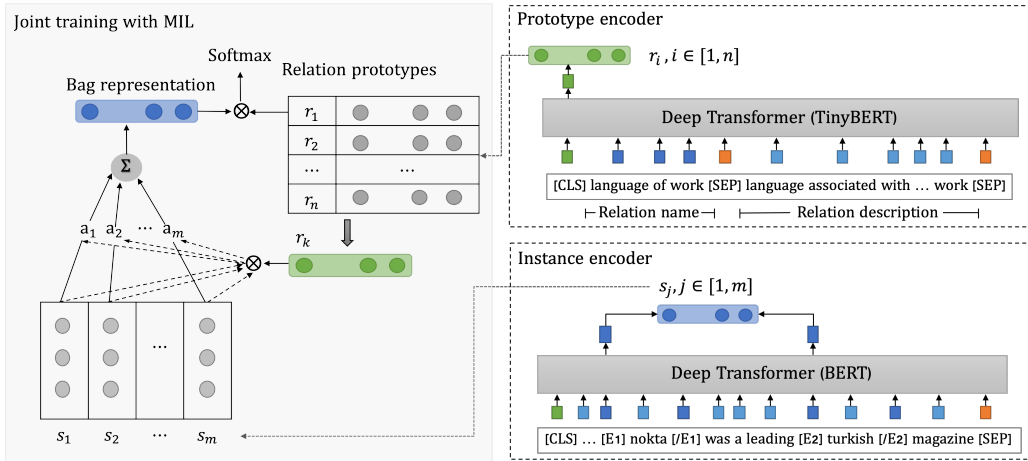 Joint training with MIL
Softmax
Bag representation
Relation prototypes
⊗
r₁
r₂
... ...
rₙ
Σ
a₁ a₂ ... aₘ
rₖ
⊗
...
s₁ s₂ ... sₘ
Prototype encoder
rᵢ, i ∈ [1, n]
Deep Transformer (TinyBERT)
[CLS] language of work [SEP] language associated with ... work [SEP]
Relation name Relation description
Instance encoder
sⱼ, j ∈ [1, m]
Deep Transformer (BERT)
[CLS] ... [E1] nokta [/E1] was a leading [E2] turkish [/E2] magazine [SEP]